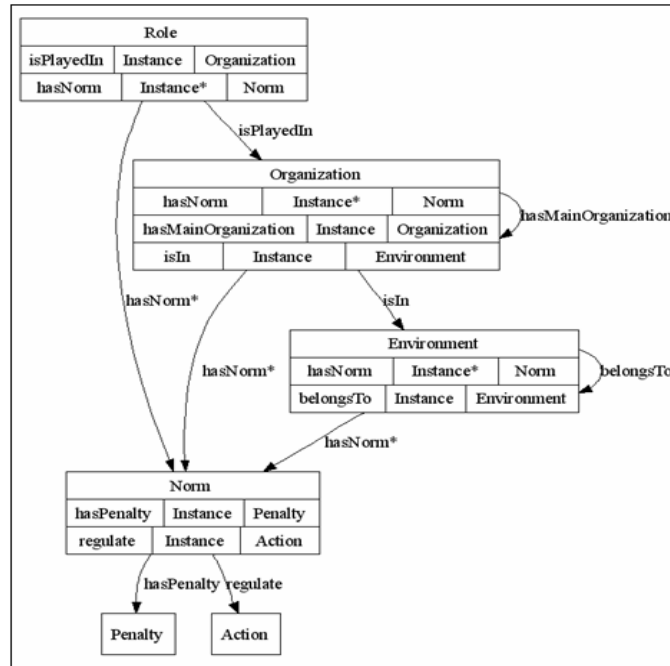 Role
isPlayedIn Instance Organization
hasNorm Instance* Norm
isPlayedIn
Organization
hasNorm Instance* Norm
hasMainOrganization Instance Organization
hasMainOrganization
isIn Instance Environment
hasNorm*
isIn
Environment
hasNorm Instance* Norm
hasNorm*
belongsTo
belongsTo Instance Environment
hasNorm*
Norm
hasPenalty Instance Penalty
regulate Instance Action
hasPenalty regulate
Penalty Action